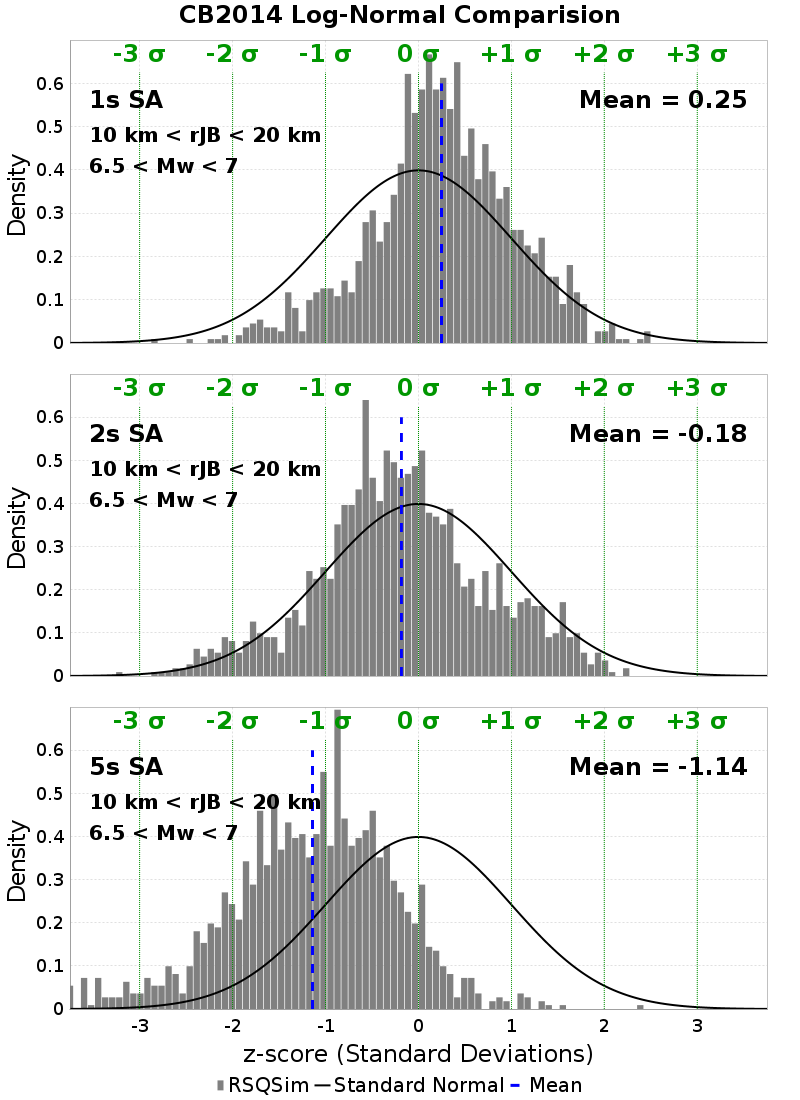 CB2014 Log-Normal Comparision
-3 σ -2 σ -1 σ 0 σ +1 σ +2 σ +3 σ
1s SA
Mean = 0.25
10 km < rJB < 20 km
6.5 < Mw < 7
0.6
0.5
0.4
0.3
0.2
0.1
0
Density
-3 σ -2 σ -1 σ 0 σ +1 σ +2 σ +3 σ
2s SA
Mean = -0.18
10 km < rJB < 20 km
6.5 < Mw < 7
0.6
0.5
0.4
0.3
0.2
0.1
0
Density
-3 σ -2 σ -1 σ 0 σ +1 σ +2 σ +3 σ
5s SA
Mean = -1.14
10 km < rJB < 20 km
6.5 < Mw < 7
0.6
0.5
0.4
0.3
0.2
0.1
0
Density
-3 -2 -1 0 1 2 3
z-score (Standard Deviations)
RSQSim Standard Normal Mean